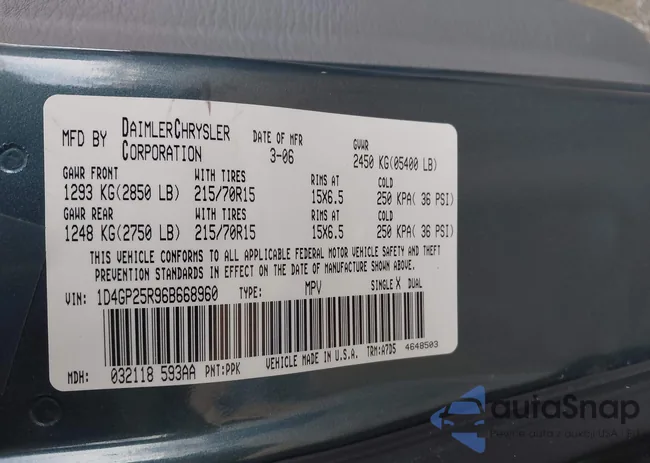 MFD BY DAIMLERCHRYSLER CORPORATION DATE OF MFR 3-06 GVWR 2450 KG(05400 LB)
GAWR FRONT WITH TIRES RIMS AT COLD
1293 KG(2850 LB) 215/70R15 15X6.5 250 KPA( 36 PSI)
GAWR REAR WITH TIRES RIMS AT COLD
1248 KG(2750 LB) 215/70R15 15X6.5 250 KPA( 36 PSI)
THIS VEHICLE CONFORMS TO ALL APPLICABLE FEDERAL MOTOR VEHICLE SAFETY AND THEFT
PREVENTION STANDARDS IN EFFECT ON THE DATE OF MANUFACTURE SHOWN ABOVE.
VIN: 1D4GP25R96B668960 TYPE: MPV SINGLE X DUAL
VEHICLE MADE IN U.S.A. TRM:A7D5 4648503
MDH: 032118 593AA PNT:PPK
autaSnap